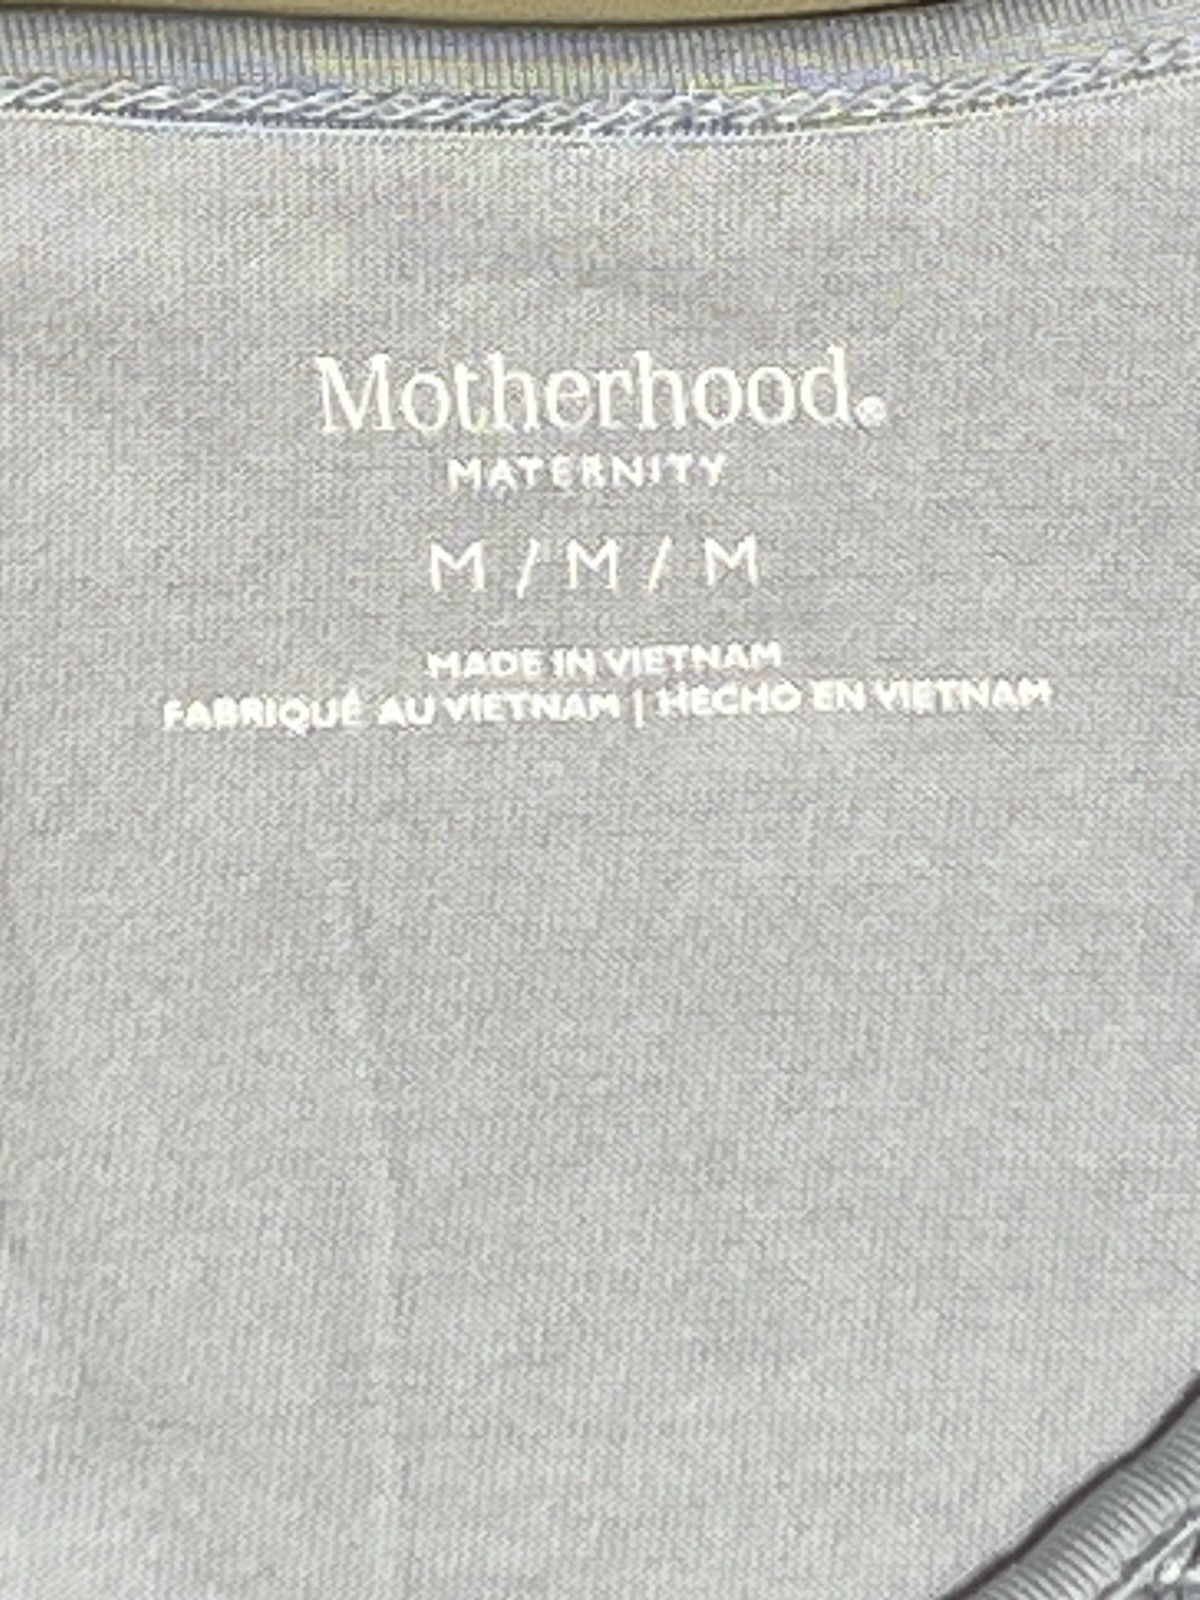 Motherhood®
MATERNITY
M / M / M
MADE IN VIETNAM
FABRIQUÉ AU VIETNAM | HECHO EN VIETNAM